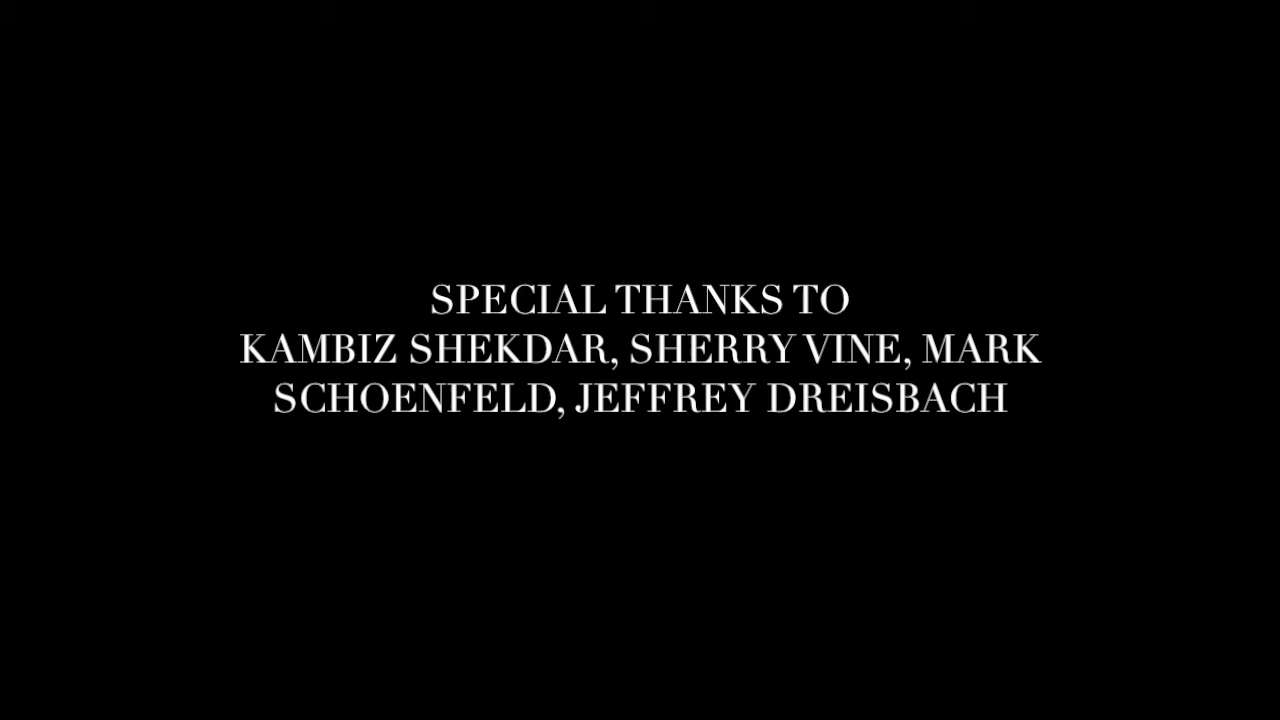 SPECIAL THANKS TO
KAMBIZ SHEKDAR, SHERRY VINE, MARK
SCHOENFELD, JEFFREY DREISBACH